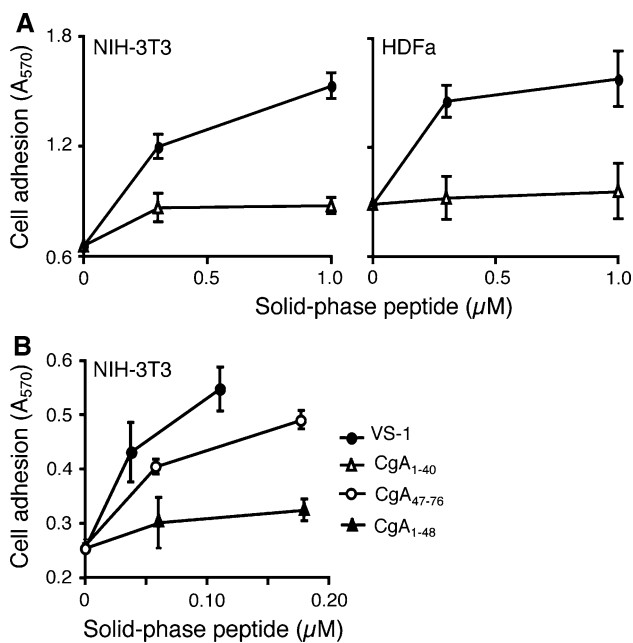 A
NIH-3T3
HDFa
Cell adhesion (A570)
1.8
1.2
0.6
0
0.5
1.0
0
0.5
1.0
Solid-phase peptide (µM)
B
NIH-3T3
Cell adhesion (A570)
0.6
0.5
0.4
0.3
0.2
0
0.10
0.20
Solid-phase peptide (µM)
VS-1
CgA1-40
CgA47-76
CgA1-48